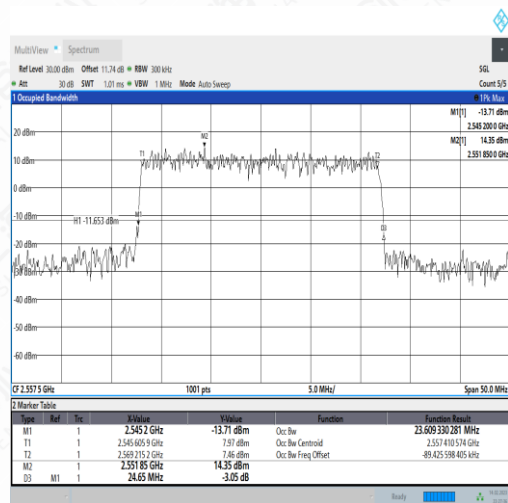 MultiView Spectrum
Ref Level 30.00 dBm Offset 11.74 dB RBW 300 kHz SGL
Att 30 dB SWT 1.01 ms VBW 1 MHz Mode Auto Sweep Count 5/5
1 Occupied Bandwidth 1Pk Max
M1[1] -13.71 dBm
2.545 200 0 GHz
M2[1] 14.35 dBm
2.551 850 0 GHz
20 dBm
M2
T1 T2
10 dBm
0 dBm
-10 dBm
M1
H1 -11.653 dBm
D3
-20 dBm
-30 dBm
-40 dBm
-50 dBm
-60 dBm
CF 2.557 5 GHz 1001 pts 5.0 MHz/ Span 50.0 MHz
2 Marker Table
Type Ref Trc X-Value Y-Value Function Function Result
M1 1 2.545 2 GHz -13.71 dBm Occ Bw 23.609 330 281 MHz
T1 1 2.545 605 9 GHz 7.97 dBm Occ Bw Centroid 2.557 410 574 GHz
T2 1 2.569 215 2 GHz 7.46 dBm Occ Bw Freq Offset -89.425 598 405 kHz
M2 1 2.551 85 GHz 14.35 dBm
D3 M1 1 24.65 MHz -3.05 dB
Ready